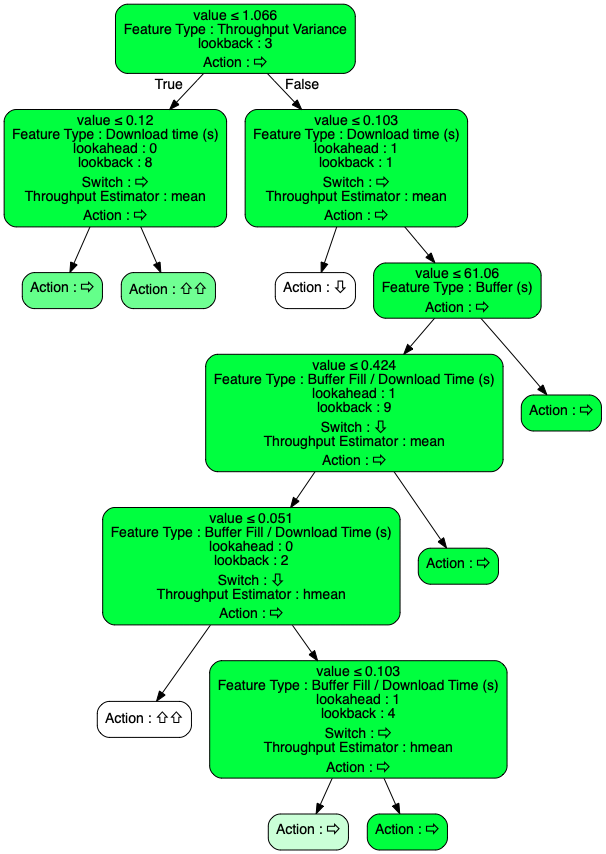 value ≤ 1.066
Feature Type : Throughput Variance
lookback : 3
Action : ⇨
True
False
value ≤ 0.12
Feature Type : Download time (s)
lookahead : 0
lookback : 8
Switch : ⇨
Throughput Estimator : mean
Action : ⇨
value ≤ 0.103
Feature Type : Download time (s)
lookahead : 1
lookback : 1
Switch : ⇨
Throughput Estimator : mean
Action : ⇨
Action : ⇨
Action : ⇧⇧
Action : ⇩
value ≤ 61.06
Feature Type : Buffer (s)
Action : ⇨
value ≤ 0.424
Feature Type : Buffer Fill / Download Time (s)
lookahead : 1
lookback : 9
Switch : ⇩
Throughput Estimator : mean
Action : ⇨
Action : ⇨
value ≤ 0.051
Feature Type : Buffer Fill / Download Time (s)
lookahead : 0
lookback : 2
Switch : ⇩
Throughput Estimator : hmean
Action : ⇨
Action : ⇨
Action : ⇧⇧
value ≤ 0.103
Feature Type : Buffer Fill / Download Time (s)
lookahead : 1
lookback : 4
Switch : ⇨
Throughput Estimator : hmean
Action : ⇨
Action : ⇨
Action : ⇨